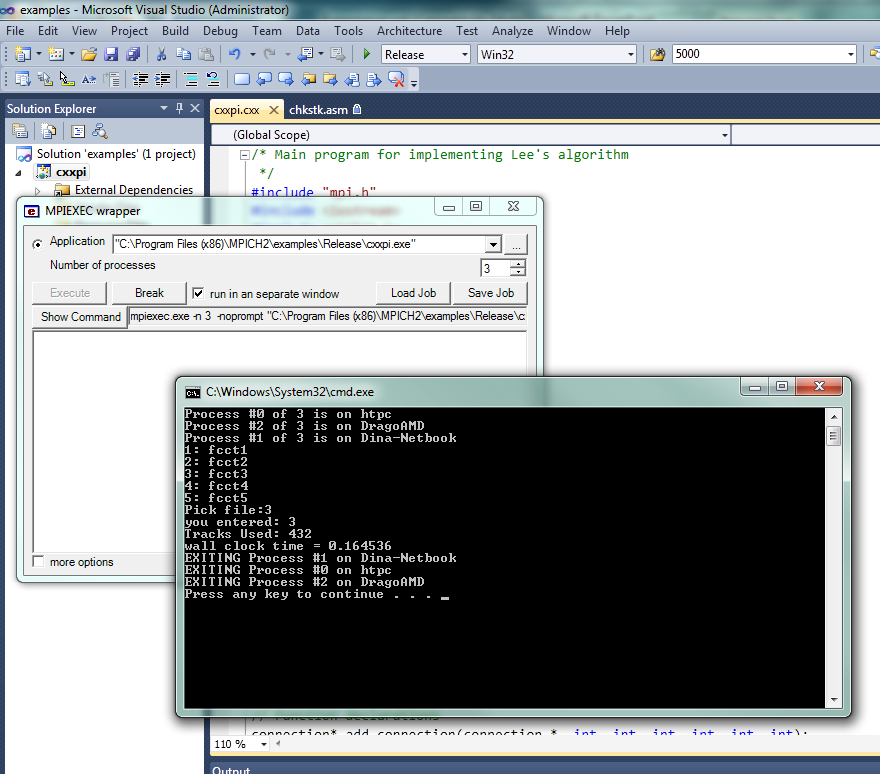 examples - Microsoft Visual Studio (Administrator)
File Edit View Project Build Debug Team Data Tools Architecture Test Analyze Window Help
Release Win32 5000
Solution Explorer
cxxpi.cxx chkstk.asm
(Global Scope)
Solution 'examples' (1 project)
cxxpi
External Dependencies
/* Main program for implementing Lee's algorithm
*/
#include "mpi.h"
MPIEXEC wrapper
Application "C:\Program Files (x86)\MPICH2\examples\Release\cxxpi.exe" ...
Number of processes 3
Execute Break run in an separate window Load Job Save Job
Show Command mpiexec.exe -n 3 -noprompt "C:\Program Files (x86)\MPICH2\examples\Release\c
more options
C:\Windows\System32\cmd.exe
Process #0 of 3 is on htpc
Process #2 of 3 is on DragoAMD
Process #1 of 3 is on Dina-Netbook
1: fcct1
2: fcct2
3: fcct3
4: fcct4
5: fcct5
Pick file:3
you entered: 3
Tracks Used: 432
wall clock time = 0.164536
EXITING Process #1 on Dina-Netbook
EXITING Process #0 on htpc
EXITING Process #2 on DragoAMD
Press any key to continue . . . _
// Function declarations
connection* add_connection(connection *, int, int, int, int, int, int);
110 %
Output